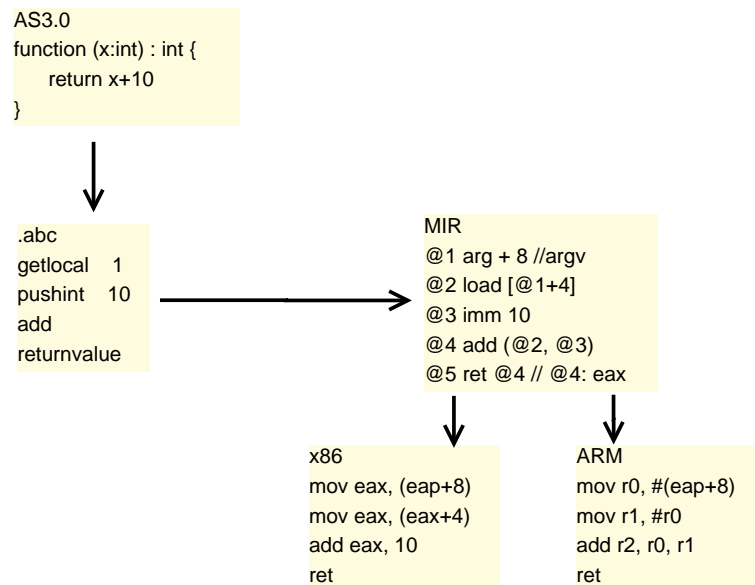 AS3.0
function (x:int) : int {
return x+10
}
.abc
getlocal 1
pushint 10
add
returnvalue
MIR
@1 arg + 8 //argv
@2 load [@1+4]
@3 imm 10
@4 add (@2, @3)
@5 ret @4 // @4: eax
x86
mov eax, (eap+8)
mov eax, (eax+4)
add eax, 10
ret
ARM
mov r0, #(eap+8)
mov r1, #r0
add r2, r0, r1
ret